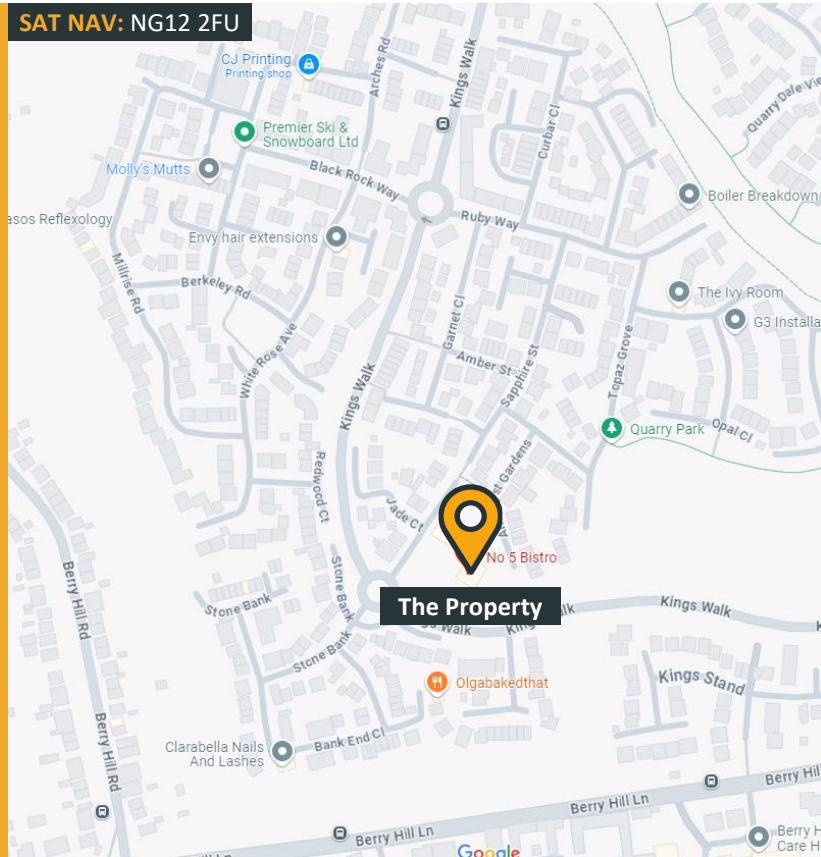 SAT NAV: NG12 2FU
CJ Printing
Printing shop
Arches Rd
Kings Walk
Curbar Cl
Quarry Dale Vie
Premier Ski &
Snowboard Ltd
Molly's Mutts
Black Rock Way
Boiler Breakdown
asos Reflexology
Envy hair extensions
Ruby Way
Millrise Rd
Berkeley Rd
The Ivy Room
G3 Installa
White Rose Ave
Garnet Cl
Amber St
Sapphire St
Topaz Grove
Kings Walk
Quarry Park
Opal Cl
Redwood Ct
Jade Ct
st Gardens
No 5 Bistro
The Property
Berry Hill Rd
Stone Bank
Stone Bank
Stone Bank
Kings Walk
Olgabakedthat
Kings Stand
Clarabella Nails
And Lashes
Bank End Cl
Berry Hill Rd
Berry Hill
Berry Hill Ln
Berry Hill Ln
Berry H
Care H
Google